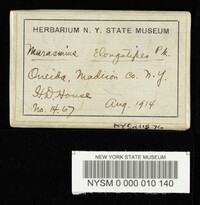 HERBARIUM N. Y. STATE MUSEUM
Marasmius Elongatipes Pk.
Oneida, Madison Co. N.Y.
H.D. House
No. 14.67 Aug. 1914
NEW YORK STATE MUSEUM
NYSM 0 000 010 140